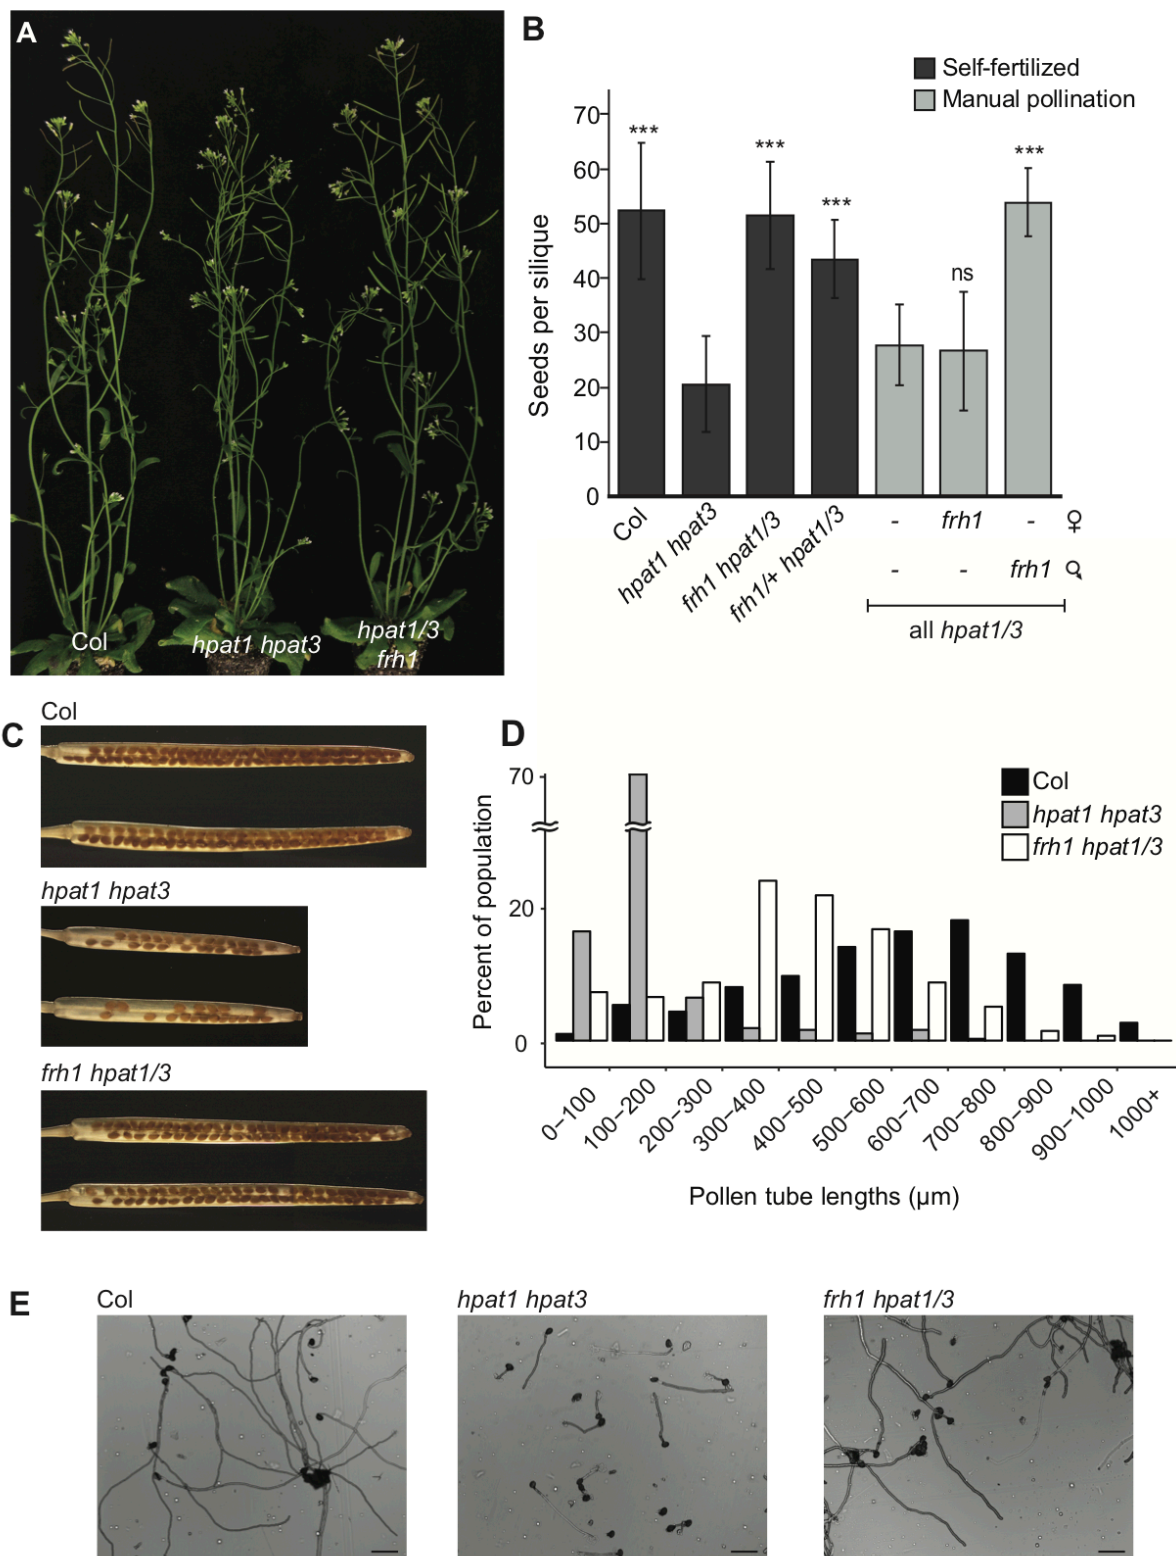 A
Col
hpat1 hpat3
hpat1/3
frh1
B
Self-fertilized
Manual pollination
Seeds per silique
70
60
50
40
30
20
10
0
***
***
***
ns
***
Col
hpat1 hpat3
frh1 hpat1/3
frh1/+ hpat1/3
- frh1 - ♀
- - frh1 ♂
all hpat1/3
C
Col
hpat1 hpat3
frh1 hpat1/3
D
Col
hpat1 hpat3
frh1 hpat1/3
Percent of population
70
20
0
0–100
100–200
200–300
300–400
400–500
500–600
600–700
700–800
800–900
900–1000
1000+
Pollen tube lengths (µm)
E
Col
hpat1 hpat3
frh1 hpat1/3